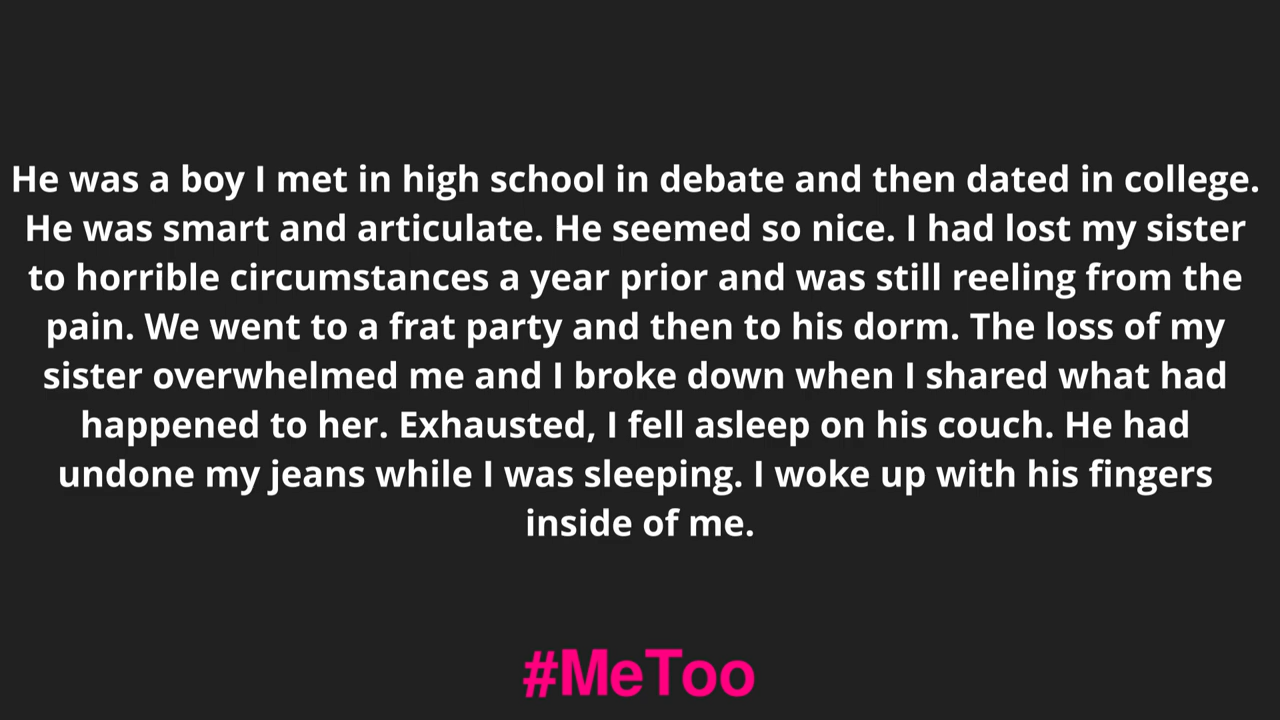 He was a boy I met in high school in debate and then dated in college.
He was smart and articulate. He seemed so nice. I had lost my sister
to horrible circumstances a year prior and was still reeling from the
pain. We went to a frat party and then to his dorm. The loss of my
sister overwhelmed me and I broke down when I shared what had
happened to her. Exhausted, I fell asleep on his couch. He had
undone my jeans while I was sleeping. I woke up with his fingers
inside of me.
#MeToo